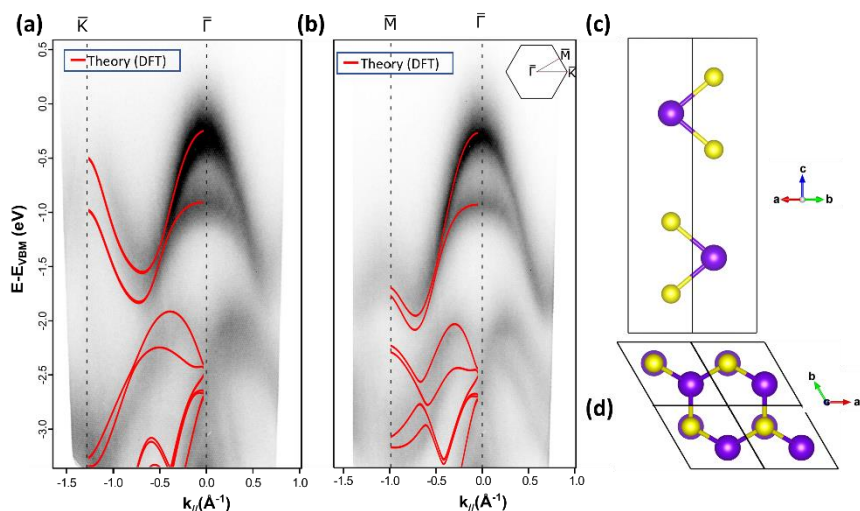 (a) K̅ Γ̅ (b) M̅ Γ̅ (c)
Theory (DFT) Theory (DFT)
M̅
Γ̅ K̅
E-E_VBM (eV)
0.0
-0.5
-1.0
-1.5
-2.0
-2.5
-3.0
-1.5 -1.0 -0.5 0.0 0.5 1.0
k//(Å⁻¹)
-1.5 -1.0 -0.5 0.0 0.5 1.0
k//(Å⁻¹)
c
a b
(d)
b
c a